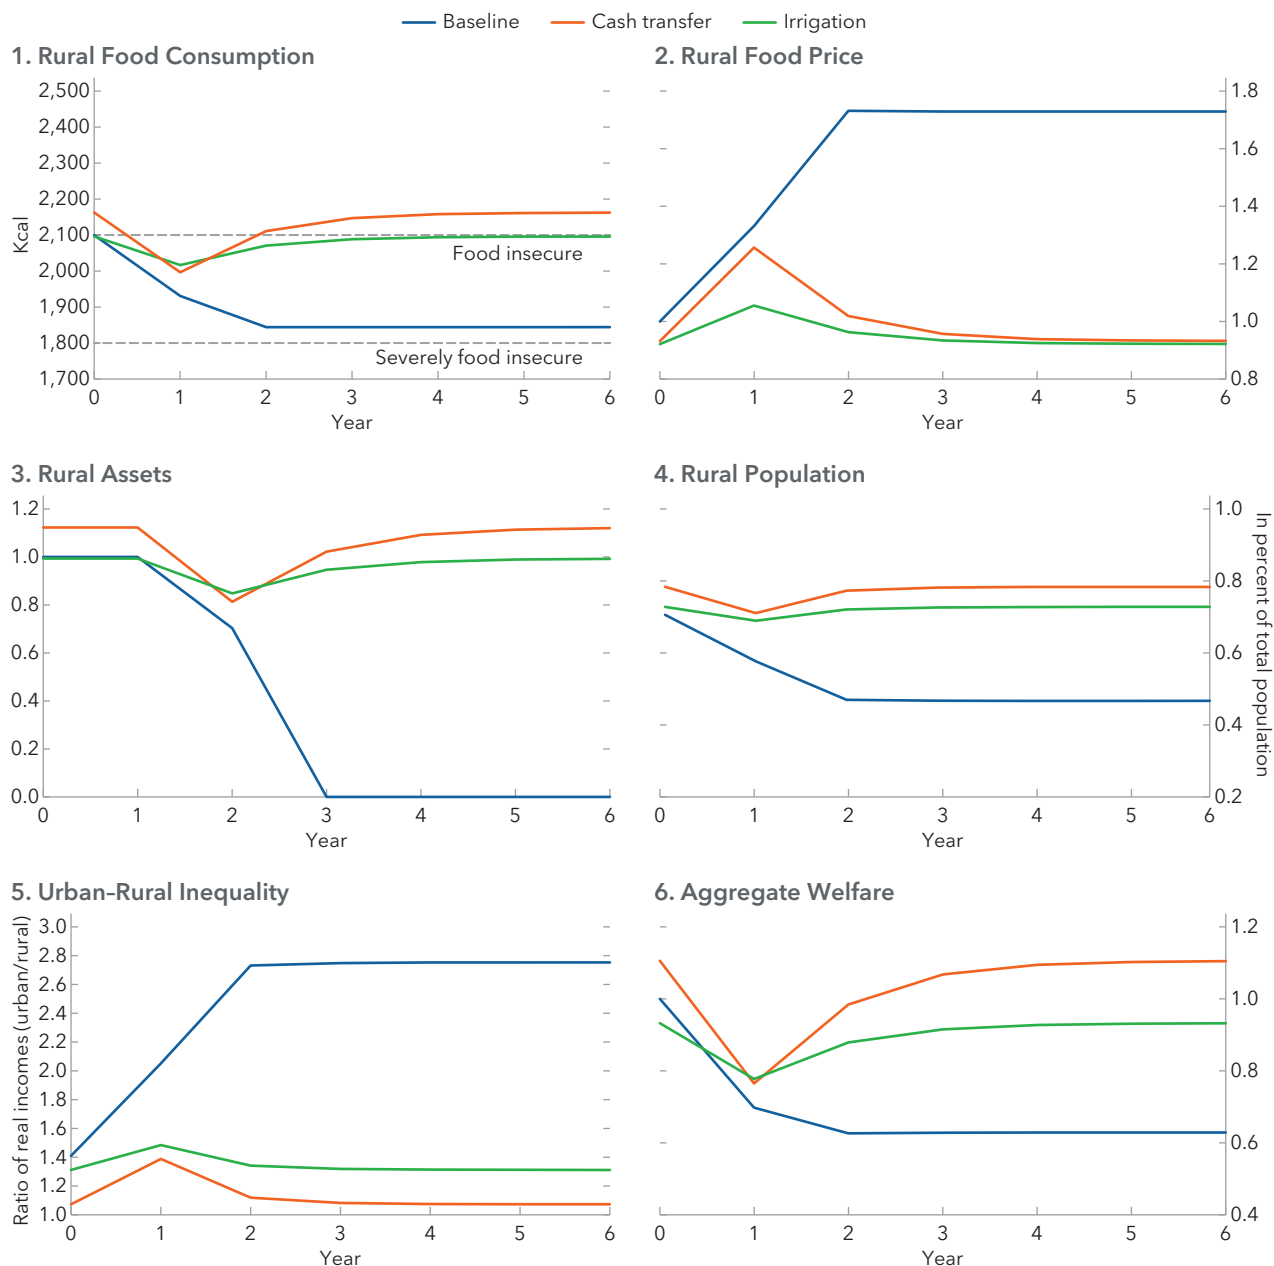 Baseline Cash transfer Irrigation
1. Rural Food Consumption
2,500
2,400
2,300
2,200
2,100
2,000
1,900
1,800
1,700
Kcal
Food insecure
Severely food insecure
0 1 2 3 4 5 6
Year
2. Rural Food Price
1.8
1.6
1.4
1.2
1.0
0.8
0 1 2 3 4 5 6
Year
3. Rural Assets
1.2
1.0
0.8
0.6
0.4
0.2
0.0
0 1 2 3 4 5 6
Year
4. Rural Population
1.0
0.8
0.6
0.4
0.2
In percent of total population
0 1 2 3 4 5 6
Year
5. Urban–Rural Inequality
3.0
2.8
2.6
2.4
2.2
2.0
1.8
1.6
1.4
1.2
1.0
Ratio of real incomes (urban/rural)
0 1 2 3 4 5 6
Year
6. Aggregate Welfare
1.2
1.0
0.8
0.6
0.4
0 1 2 3 4 5 6
Year